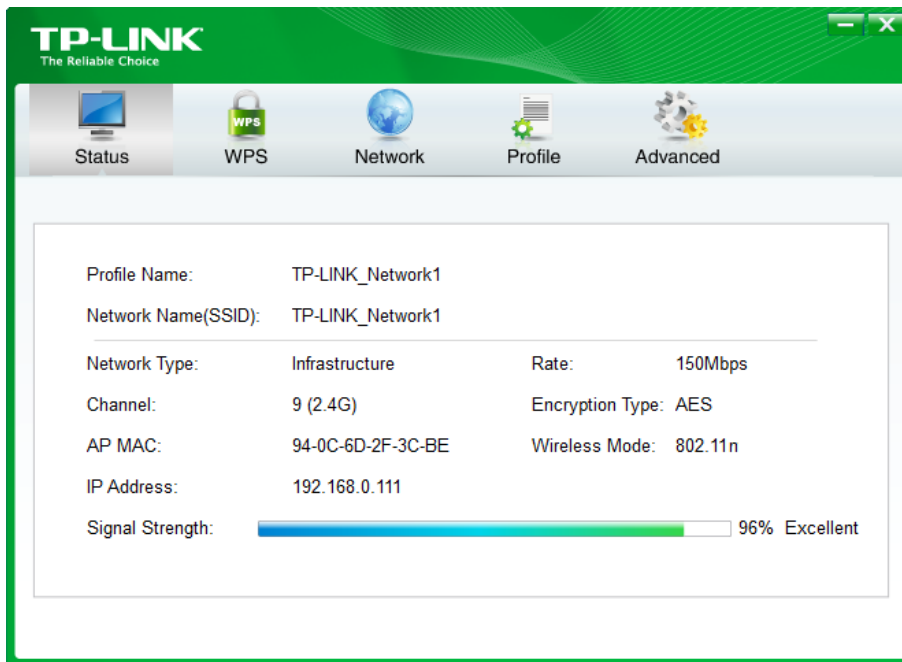 TP-LINK
The Reliable Choice
WPS
Status WPS Network Profile Advanced
Profile Name: TP-LINK_Network1
Network Name(SSID): TP-LINK_Network1
Network Type: Infrastructure Rate: 150Mbps
Channel: 9 (2.4G) Encryption Type: AES
AP MAC: 94-0C-6D-2F-3C-BE Wireless Mode: 802.11n
IP Address: 192.168.0.111
Signal Strength: 96% Excellent